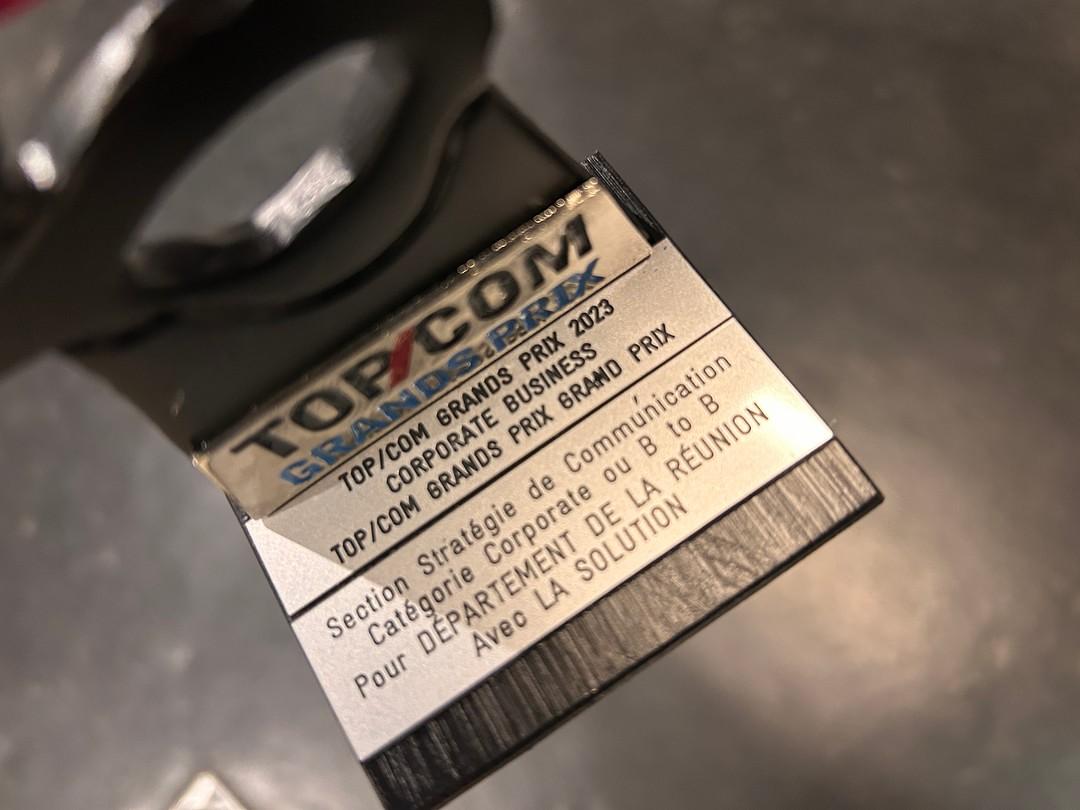 TOP/COM
GRANDS PRIX
TOP/COM GRANDS PRIX 2023
CORPORATE BUSINESS
TOP/COM GRANDS PRIX GRAND PRIX
Section Stratégie de Communication
Catégorie Corporate ou B to B
Pour DÉPARTEMENT DE LA RÉUNION
Avec LA SOLUTION